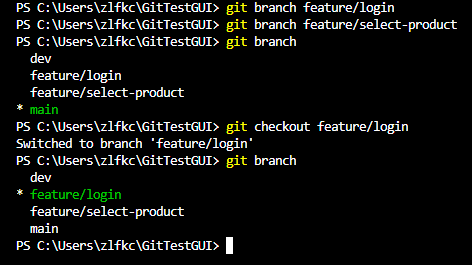 PS C:\Users\zlfkc\GitTestGUI> git branch feature/login
PS C:\Users\zlfkc\GitTestGUI> git branch feature/select-product
PS C:\Users\zlfkc\GitTestGUI> git branch
  dev
  feature/login
  feature/select-product
* main
PS C:\Users\zlfkc\GitTestGUI> git checkout feature/login
Switched to branch 'feature/login'
PS C:\Users\zlfkc\GitTestGUI> git branch
  dev
* feature/login
  feature/select-product
  main
PS C:\Users\zlfkc\GitTestGUI>